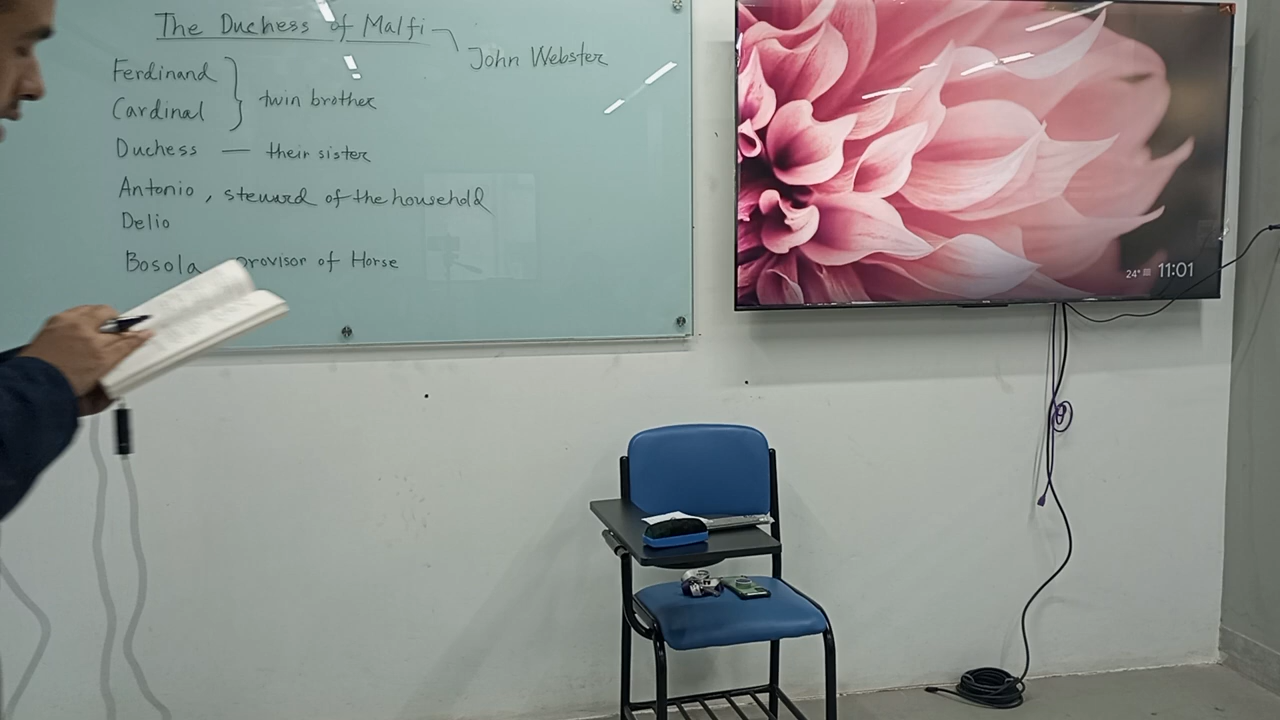 The Duchess of Malfi
John Webster
Ferdinand
Cardinal } twin brother
Duchess — their sister
Antonio, steward of the household
Delio
Bosola provisor of Horse
24° 11:01